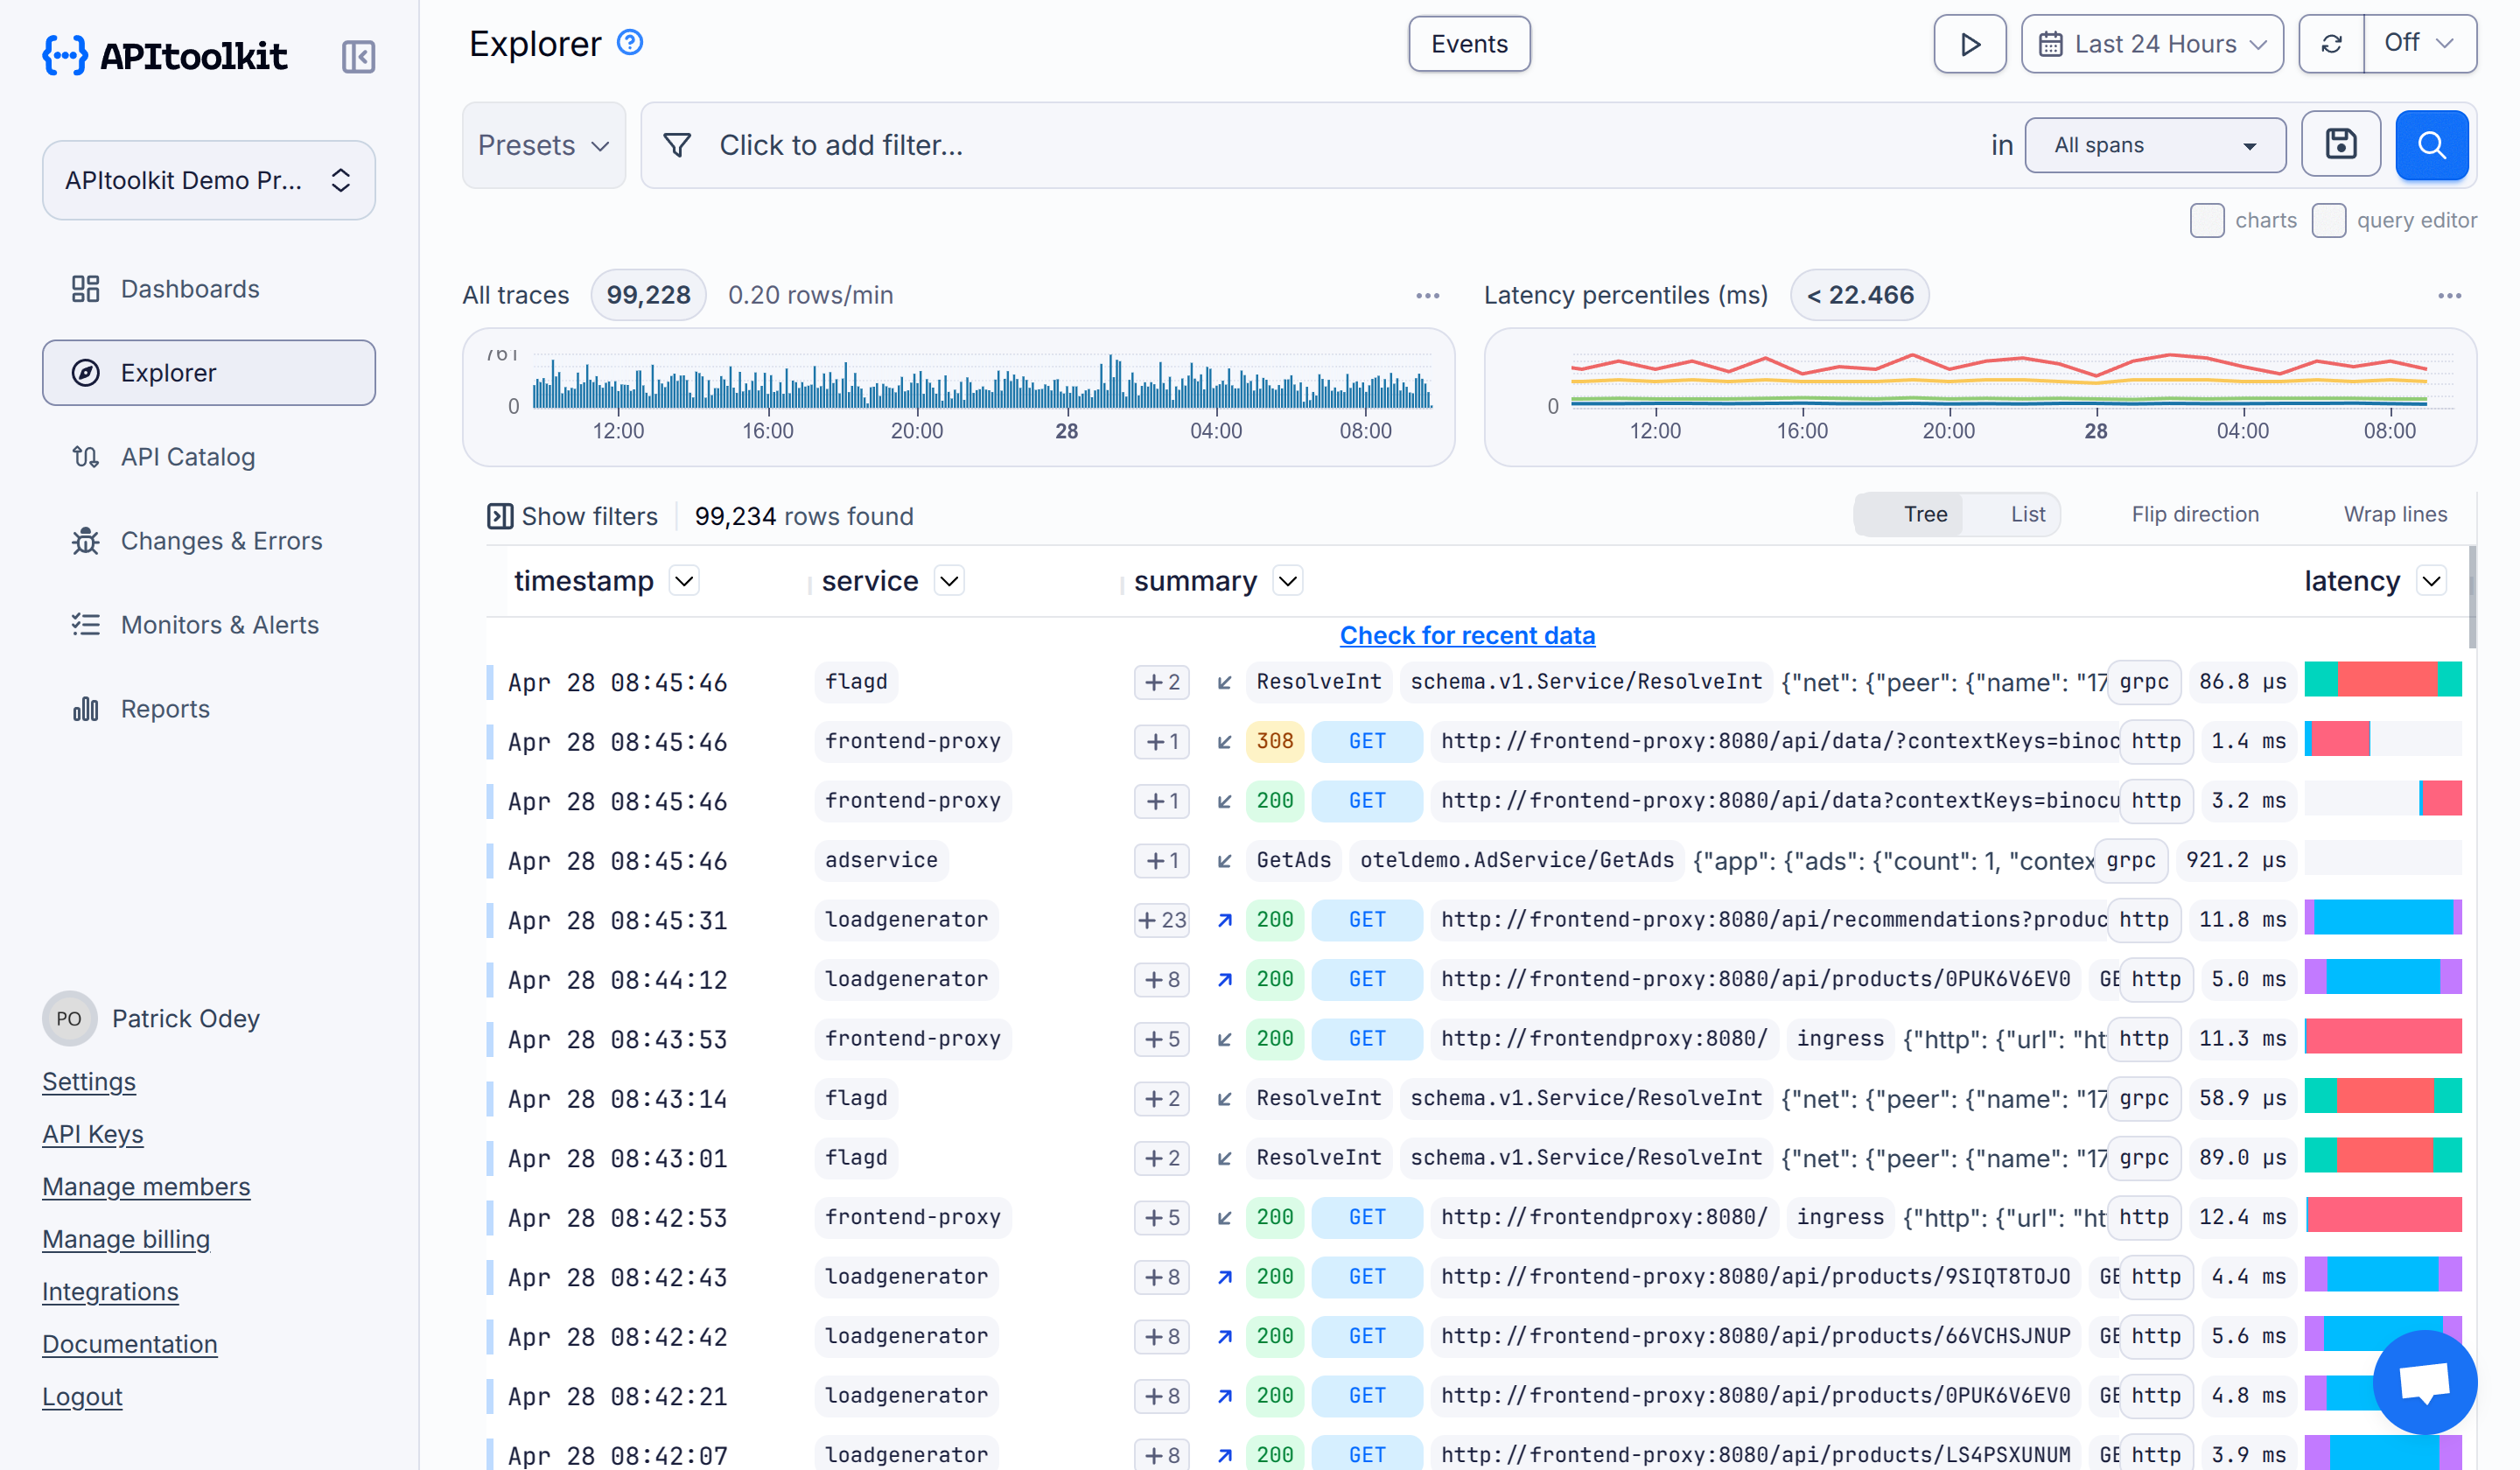 APItoolkit
APItoolkit Demo Pr...
Dashboards
Explorer
API Catalog
Changes & Errors
Monitors & Alerts
Reports
PO Patrick Odey
Settings
API Keys
Manage members
Manage billing
Integrations
Documentation
Logout
Explorer ?
Events
Last 24 Hours
Off
Presets
Click to add filter...
in All spans
charts query editor
All traces 99,228 0.20 rows/min
761
0
12:00 16:00 20:00 28 04:00 08:00
Latency percentiles (ms) < 22.466
0
12:00 16:00 20:00 28 04:00 08:00
Show filters 99,234 rows found Tree List Flip direction Wrap lines
timestamp service summary latency
Check for recent data
Apr 28 08:45:46 flagd +2 ResolveInt schema.v1.Service/ResolveInt {"net": {"peer": {"name": "17 grpc 86.8 µs
Apr 28 08:45:46 frontend-proxy +1 308 GET http://frontend-proxy:8080/api/data/?contextKeys=binoc http 1.4 ms
Apr 28 08:45:46 frontend-proxy +1 200 GET http://frontend-proxy:8080/api/data?contextKeys=binocu http 3.2 ms
Apr 28 08:45:46 adservice +1 GetAds oteldemo.AdService/GetAds {"app": {"ads": {"count": 1, "contex grpc 921.2 µs
Apr 28 08:45:31 loadgenerator +23 200 GET http://frontend-proxy:8080/api/recommendations?produc http 11.8 ms
Apr 28 08:44:12 loadgenerator +8 200 GET http://frontend-proxy:8080/api/products/0PUK6V6EV0 GE http 5.0 ms
Apr 28 08:43:53 frontend-proxy +5 200 GET http://frontendproxy:8080/ ingress {"http": {"url": "ht http 11.3 ms
Apr 28 08:43:14 flagd +2 ResolveInt schema.v1.Service/ResolveInt {"net": {"peer": {"name": "17 grpc 58.9 µs
Apr 28 08:43:01 flagd +2 ResolveInt schema.v1.Service/ResolveInt {"net": {"peer": {"name": "17 grpc 89.0 µs
Apr 28 08:42:53 frontend-proxy +5 200 GET http://frontendproxy:8080/ ingress {"http": {"url": "ht http 12.4 ms
Apr 28 08:42:43 loadgenerator +8 200 GET http://frontend-proxy:8080/api/products/9SIQT8TOJO GE http 4.4 ms
Apr 28 08:42:42 loadgenerator +8 200 GET http://frontend-proxy:8080/api/products/66VCHSJNUP GE http 5.6 ms
Apr 28 08:42:21 loadgenerator +8 200 GET http://frontend-proxy:8080/api/products/0PUK6V6EV0 GE http 4.8 ms
Apr 28 08:42:07 loadgenerator +8 200 GET http://frontend-proxy:8080/api/products/LS4PSXUNUM GE http 3.9 ms